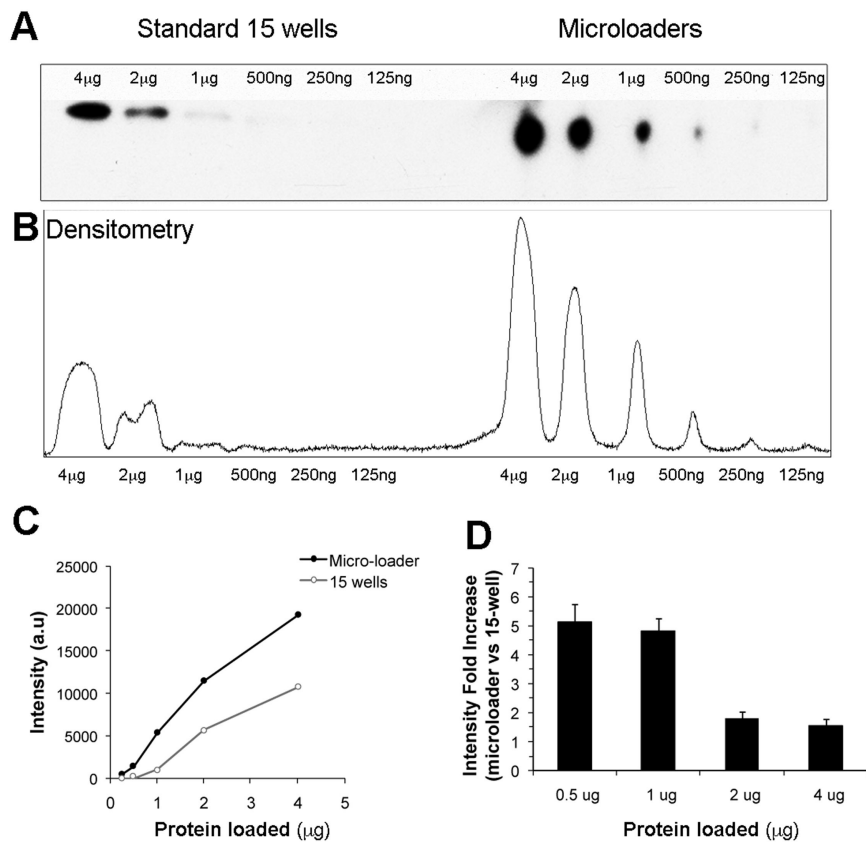 A
Standard 15 wells Microloaders
4µg 2µg 1µg 500ng 250ng 125ng 4µg 2µg 1µg 500ng 250ng 125ng
B Densitometry
4µg 2µg 1µg 500ng 250ng 125ng 4µg 2µg 1µg 500ng 250ng 125ng
C
Micro-loader
15 wells
25000
20000
15000
10000
5000
0
Intensity (a.u)
0 1 2 3 4 5
Protein loaded (µg)
D
7
6
5
4
3
2
1
0
Intensity Fold Increase
(microloader vs 15-well)
0.5 ug 1 ug 2 ug 4 ug
Protein loaded (µg)